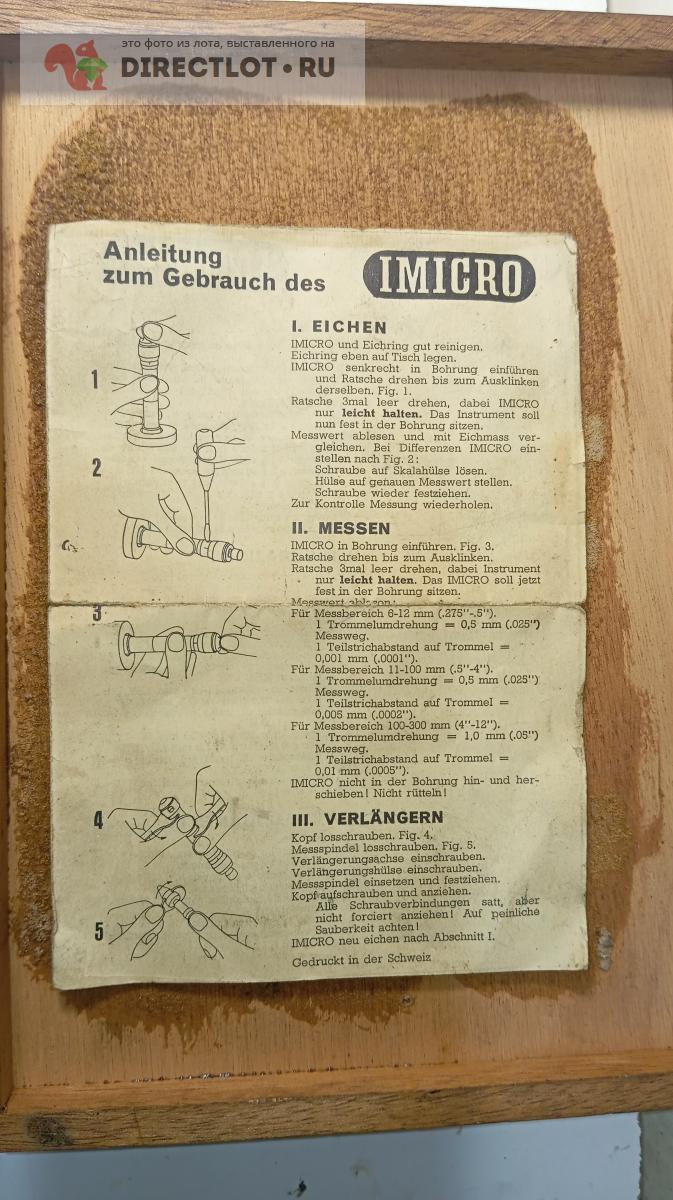 это фото из лота, выставленного на
DIRECTLOT.RU
Anleitung
zum Gebrauch des
IMICRO
I. EICHEN
IMICRO und Eichring gut reinigen.
Eichring eben auf Tisch legen.
IMICRO senkrecht in Bohrung einführen
und Ratsche drehen bis zum Ausklinken
derselben. Fig. 1.
Ratsche 3mal leer drehen, dabei IMICRO
nur leicht halten. Das Instrument soll
nun fest in der Bohrung sitzen.
Messwert ablesen und mit Eichmass ver-
gleichen. Bei Differenzen IMICRO ein-
stellen nach Fig. 2:
Schraube auf Skalahülse lösen.
Hülse auf genauen Messwert stellen.
Schraube wieder festziehen.
Zur Kontrolle Messung wiederholen.
II. MESSEN
IMICRO in Bohrung einführen. Fig. 3.
Ratsche drehen bis zum Ausklinken.
Ratsche 3mal leer drehen, dabei Instrument
nur leicht halten. Das IMICRO soll jetzt
fest in der Bohrung sitzen.
Messwert ablesen:
Für Messbereich 6-12 mm (.275"-.5").
1 Trommelumdrehung = 0,5 mm (.025")
Messweg.
1 Teilstrichabstand auf Trommel =
0,001 mm (.0001").
Für Messbereich 11-100 mm (.5"-4").
1 Trommelumdrehung = 0,5 mm (.025")
Messweg.
1 Teilstrichabstand auf Trommel =
0,005 mm (.0002").
Für Messbereich 100-300 mm (4"-12").
1 Trommelumdrehung = 1,0 mm (.05")
Messweg.
1 Teilstrichabstand auf Trommel =
0,01 mm (.0005").
IMICRO nicht in der Bohrung hin- und her-
schieben! Nicht rütteln!
III. VERLÄNGERN
Kopf losschrauben. Fig. 4.
Messspindel losschrauben. Fig. 5.
Verlängerungsachse einschrauben.
Verlängerungshülse einschrauben.
Messspindel einsetzen und festziehen.
Kopf aufschrauben und anziehen.
Alle Schraubverbindungen satt, aber
nicht forciert anziehen! Auf peinliche
Sauberkeit achten!
IMICRO neu eichen nach Abschnitt I.
Gedruckt in der Schweiz
1
2
3
4
5